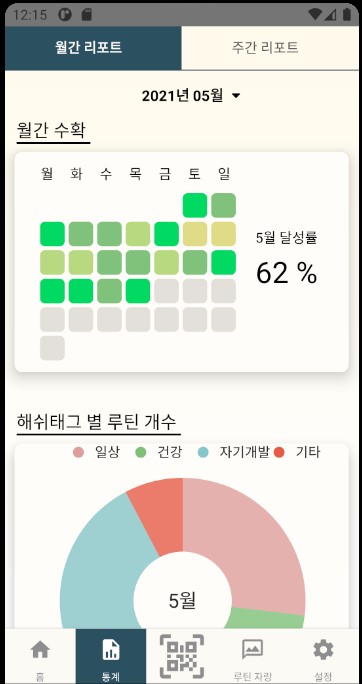 12:15
월간 리포트 주간 리포트
2021년 05월
월간 수확
월 화 수 목 금 토 일
5월 달성률
62 %
해쉬태그 별 루틴 개수
일상 건강 자기개발 기타
5월
홈 통계 루틴 자랑 설정